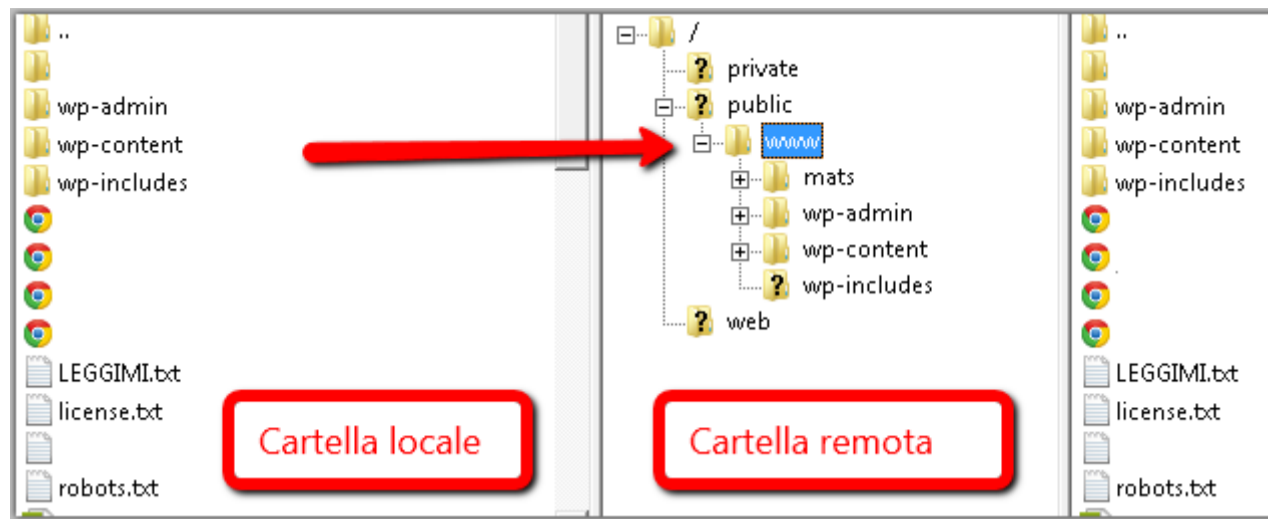 ..
wp-admin
wp-content
wp-includes
LEGGIMI.txt
license.txt
robots.txt
Cartella locale
/
private
public
www
mats
wp-admin
wp-content
wp-includes
web
Cartella remota
..
wp-admin
wp-content
wp-includes
LEGGIMI.txt
license.txt
robots.txt